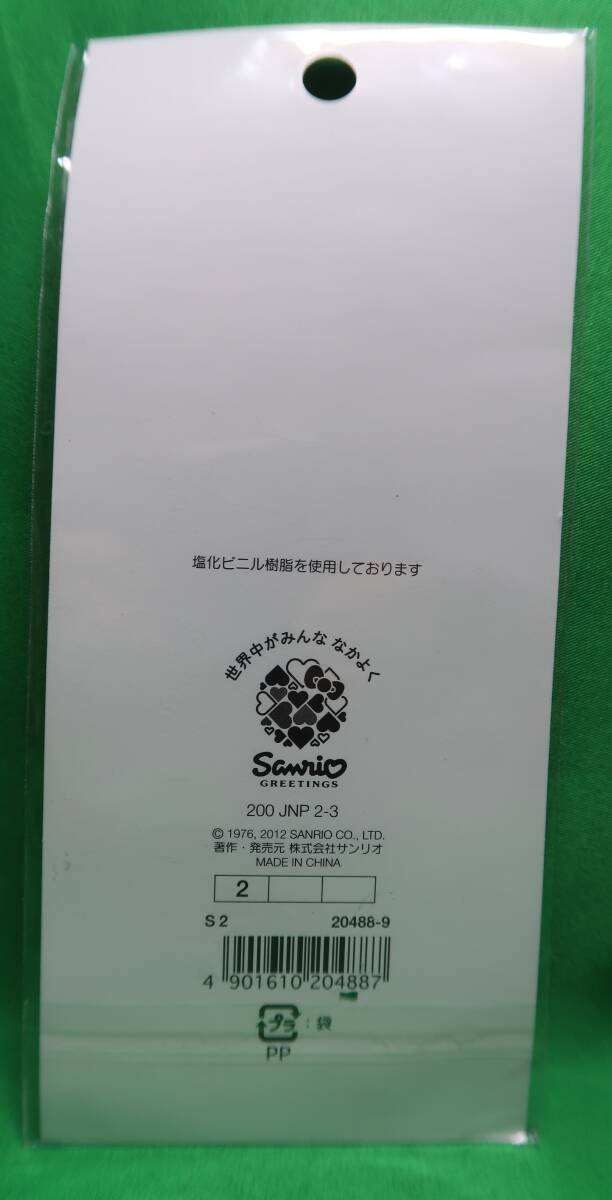 塩化ビニル樹脂を使用しております
世界中がみんな なかよく
Sanrio
GREETINGS
200 JNP 2-3
© 1976, 2012 SANRIO CO., LTD.
著作・発売元 株式会社サンリオ
MADE IN CHINA
2
S 2 20488-9
4 901610 204887
プラ : 袋
PP